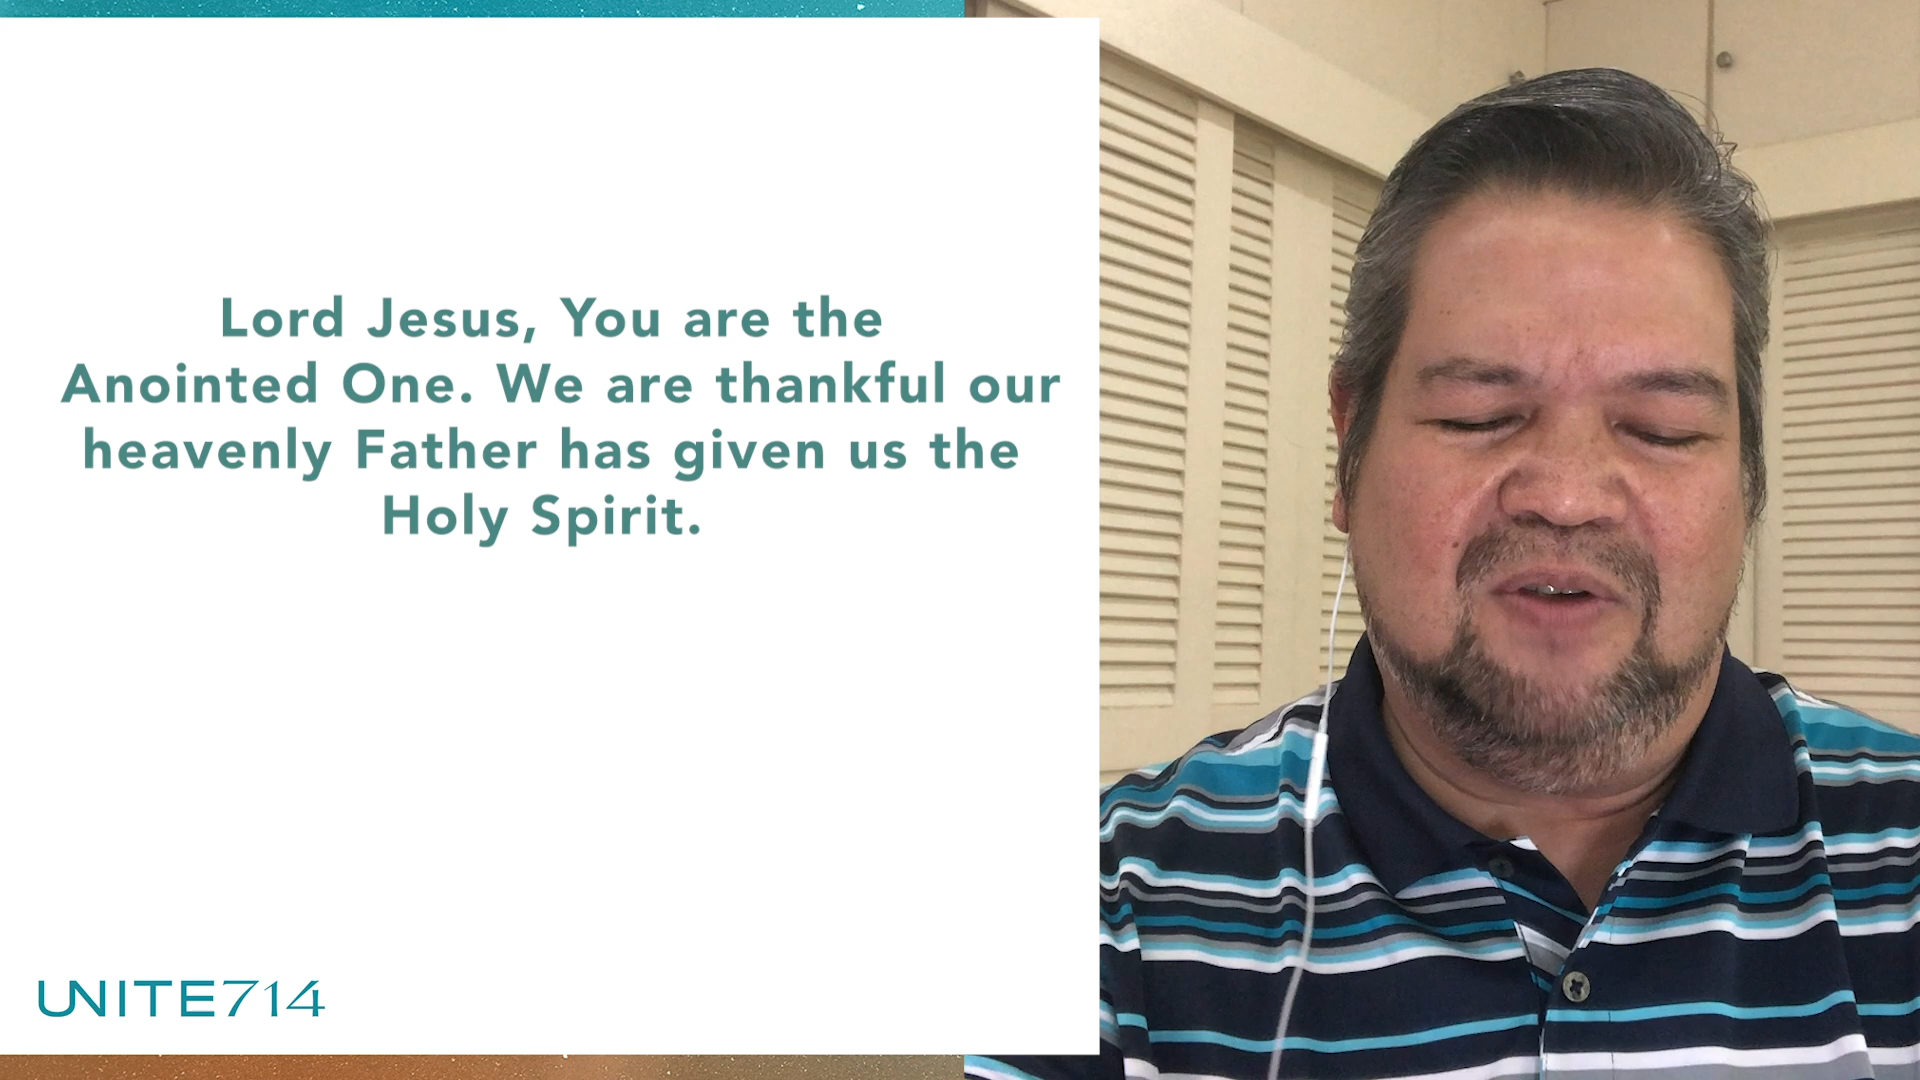 Lord Jesus, You are the
Anointed One. We are thankful our
heavenly Father has given us the
Holy Spirit.
UNITE714